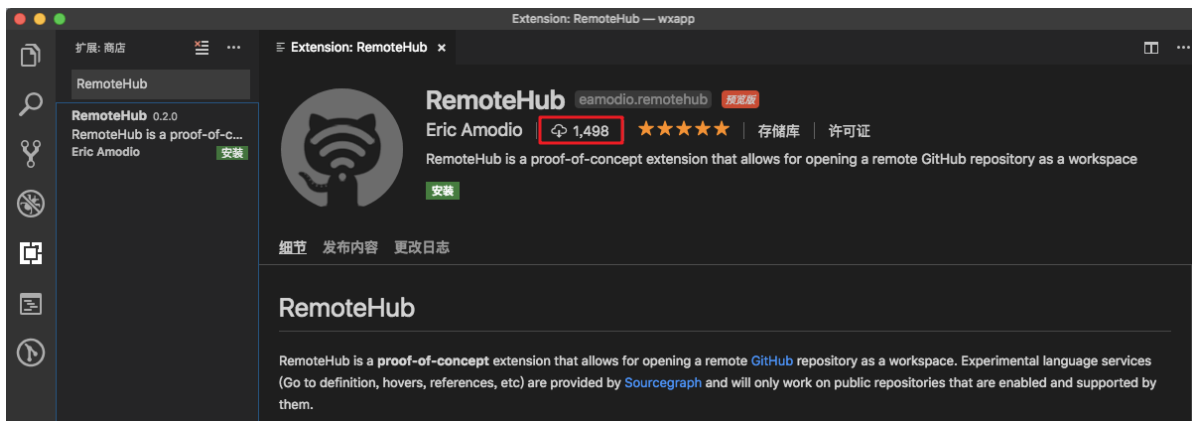 Extension: RemoteHub — wxapp
扩展: 商店
RemoteHub
RemoteHub 0.2.0
RemoteHub is a proof-of-c...
Eric Amodio 安装
Extension: RemoteHub ×
RemoteHub eamodio.remotehub 预览版
Eric Amodio 1,498 存储库 许可证
RemoteHub is a proof-of-concept extension that allows for opening a remote GitHub repository as a workspace
安装
细节 发布内容 更改日志
RemoteHub
RemoteHub is a proof-of-concept extension that allows for opening a remote GitHub repository as a workspace. Experimental language services
(Go to definition, hovers, references, etc) are provided by Sourcegraph and will only work on public repositories that are enabled and supported by
them.